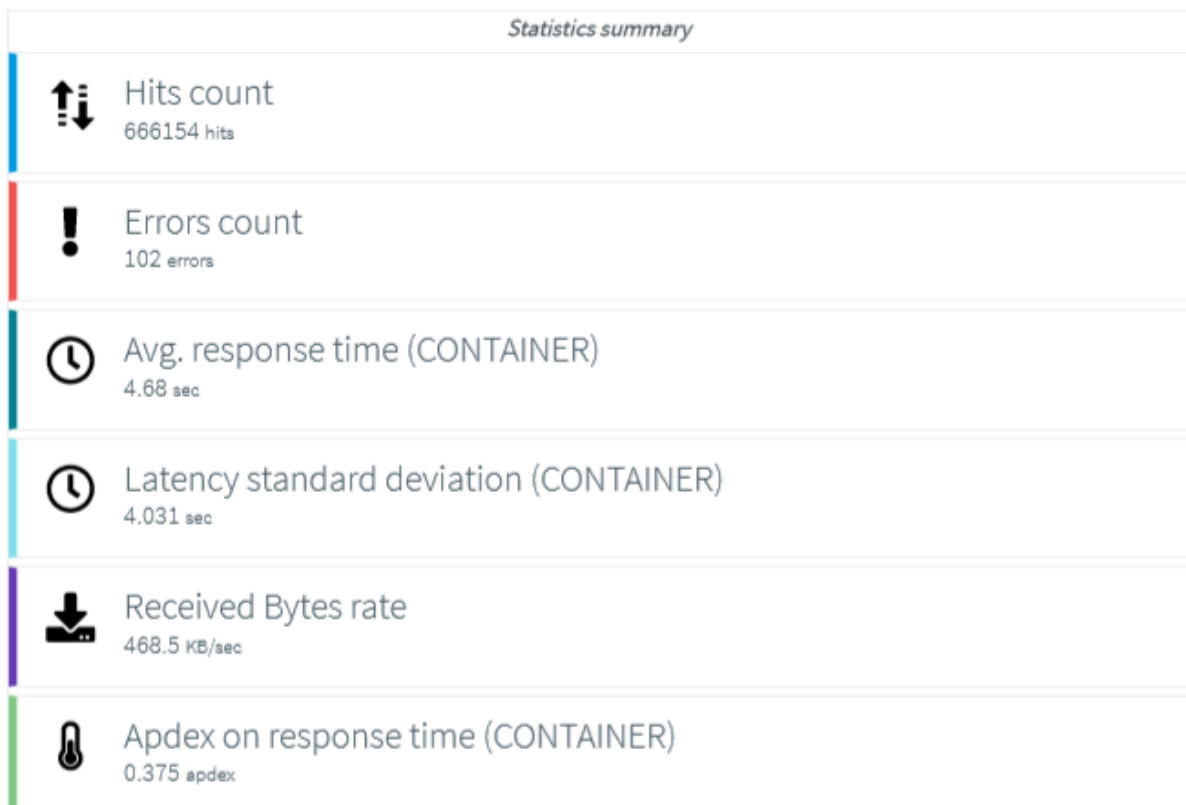 Statistics summary
Hits count
666154 hits
Errors count
102 errors
Avg. response time (CONTAINER)
4.68 sec
Latency standard deviation (CONTAINER)
4.031 sec
Received Bytes rate
468.5 KB/sec
Apdex on response time (CONTAINER)
0.375 apdex